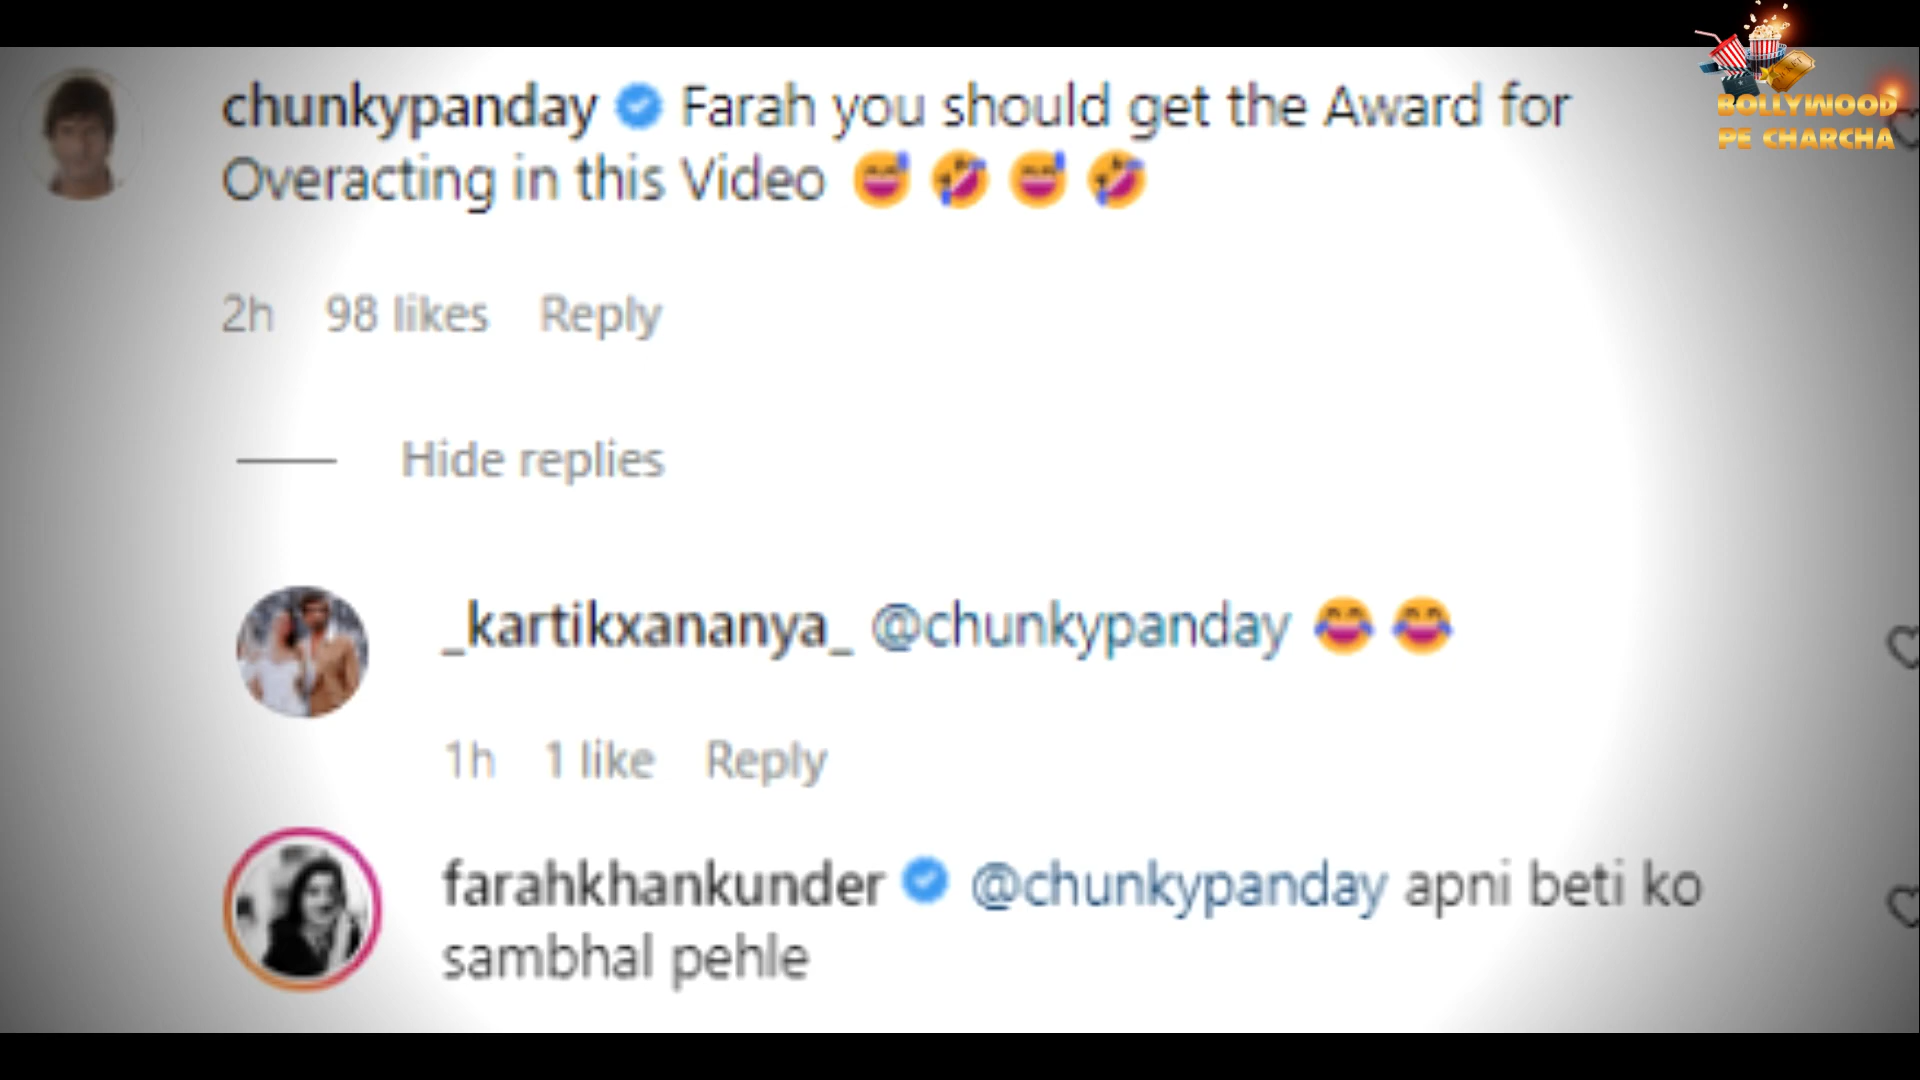 chunkypanday Farah you should get the Award for
Overacting in this Video 😅 🤣 😅 🤣
BOLLYWOOD
PE CHARCHA
2h 98 likes Reply
Hide replies
_kartikxananya_ @chunkypanday 😂 😂
1h 1 like Reply
farahkhankunder @chunkypanday apni beti ko
sambhal pehle